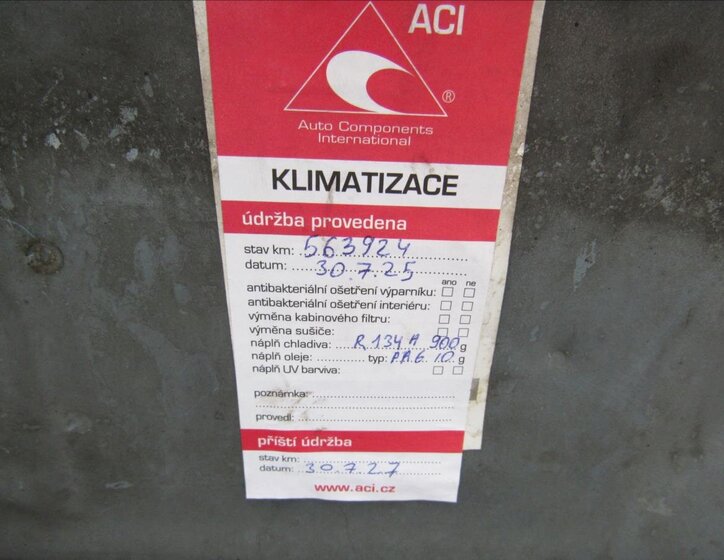 ACI
®
Auto Components
International
KLIMATIZACE
údržba provedena
stav km: 563924
datum: 30.7.25
ano ne
antibakteriální ošetření výparníku:
antibakteriální ošetření interiéru:
výměna kabinového filtru:
výměna sušiče:
náplň chladiva: R 134 A 900 g
náplň oleje: typ: 10 g
náplň UV barviva:
poznámka:
provedl:
příští údržba
stav km:
datum: 30.7.27
www.aci.cz